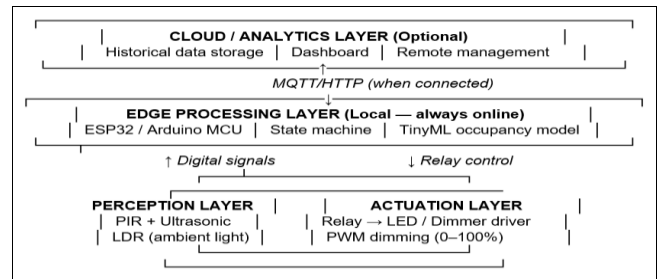 CLOUD / ANALYTICS LAYER (Optional)
Historical data storage | Dashboard | Remote management
↑
MQTT/HTTP (when connected)
↓
EDGE PROCESSING LAYER (Local — always online)
ESP32 / Arduino MCU | State machine | TinyML occupancy model
↑ Digital signals ↓ Relay control
PERCEPTION LAYER | ACTUATION LAYER
PIR + Ultrasonic | Relay → LED / Dimmer driver
LDR (ambient light) | PWM dimming (0–100%)